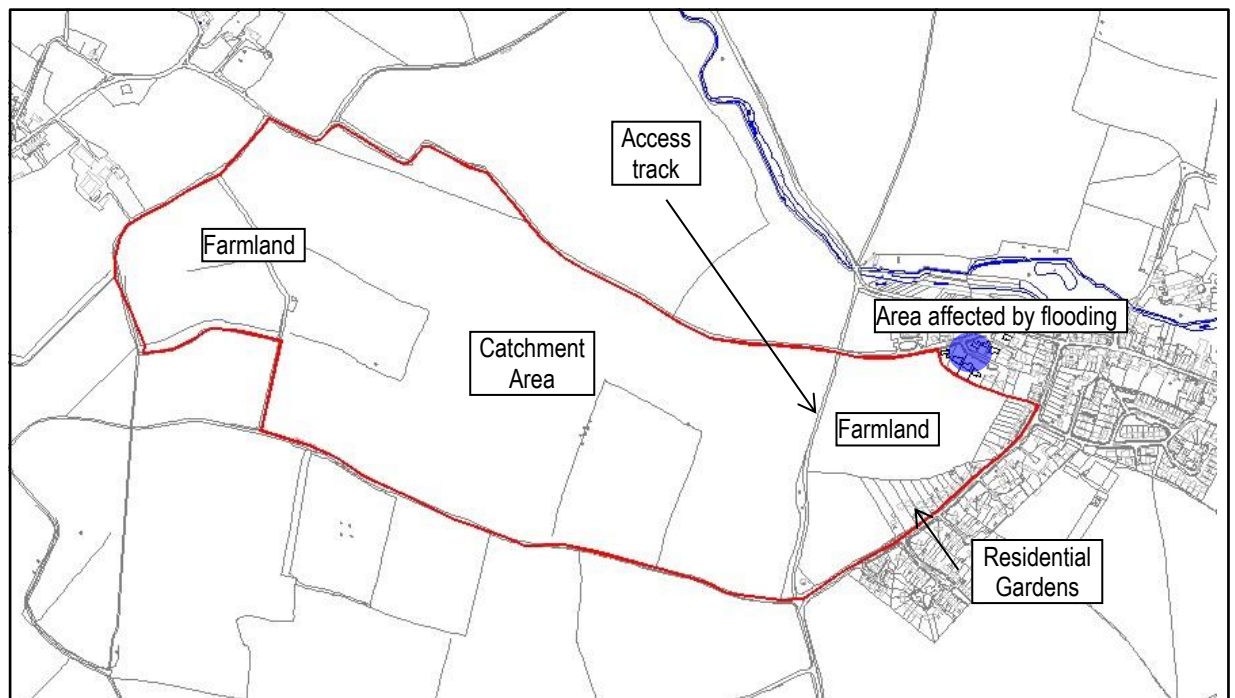 Access
track
Farmland
Area affected by flooding
Catchment
Area
Farmland
Residential
Gardens